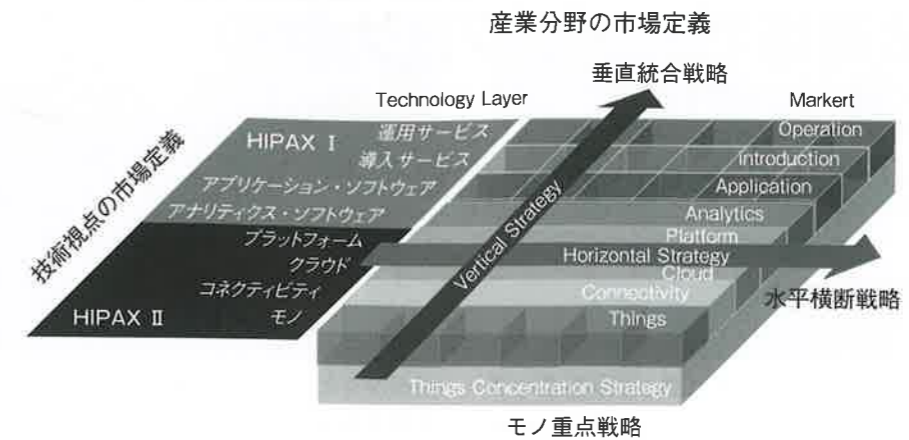 産業分野の市場定義
垂直統合戦略
Technology Layer
Markert
技術視点の市場定義
HIPAX I
運用サービス
導入サービス
アプリケーション・ソフトウェア
アナリティクス・ソフトウェア
プラットフォーム
クラウド
コネクティビティ
HIPAX II
モノ
Operation
Introduction
Application
Analytics
Platform
Vertical Strategy
Horizontal Strategy
Cloud
Connectivity
水平横断戦略
Things
Things Concentration Strategy
モノ重点戦略